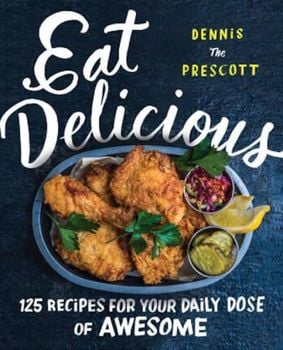 Eat
Delicious
DENNIS
The
PRESCOTT
125 RECIPES FOR YOUR DAILY DOSE
OF AWESOME